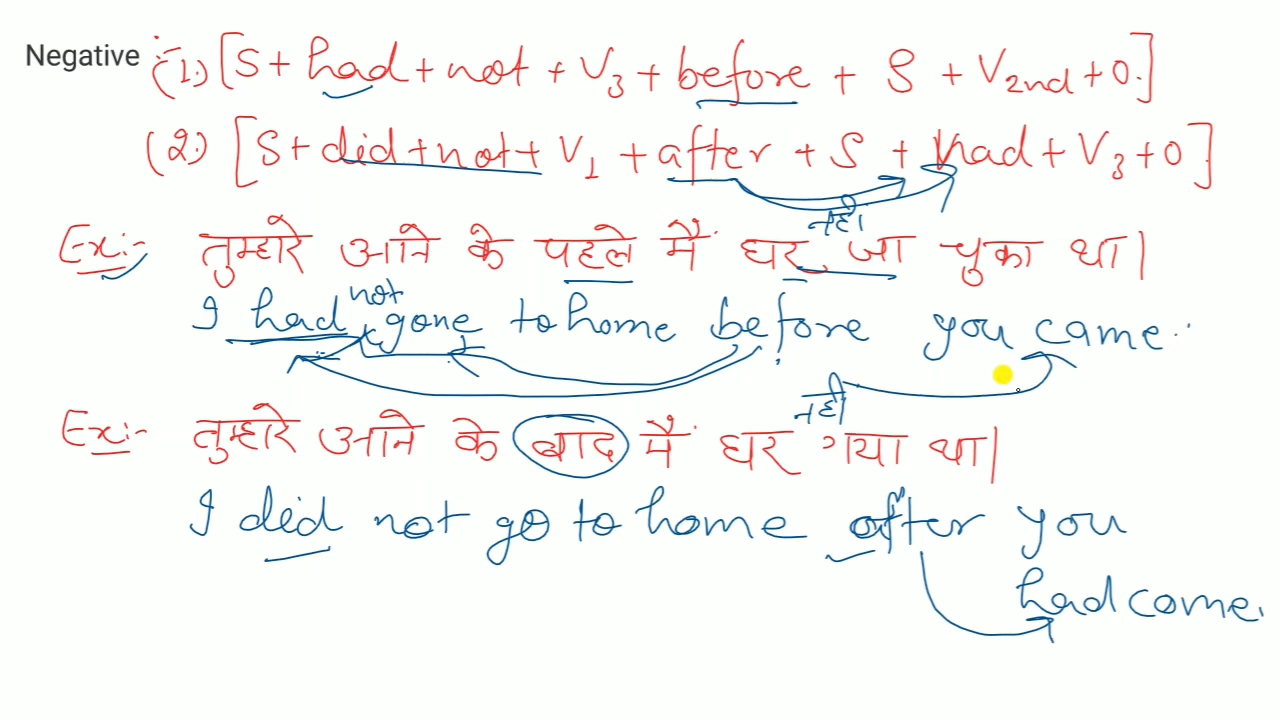 Negative :- (1.) [S + had + not + V3 + before + S + V2nd + O.]
(2.) [S + did + not + V1 + after + S + had + V3 + O]
नही
Ex:- तुम्हारे आने के पहले मैं घर जा चुका था|
not
I had gone to home before you came.
नही
Ex:- तुम्हारे आने के बाद मैं घर गया था|
I did not go to home after you
had come.